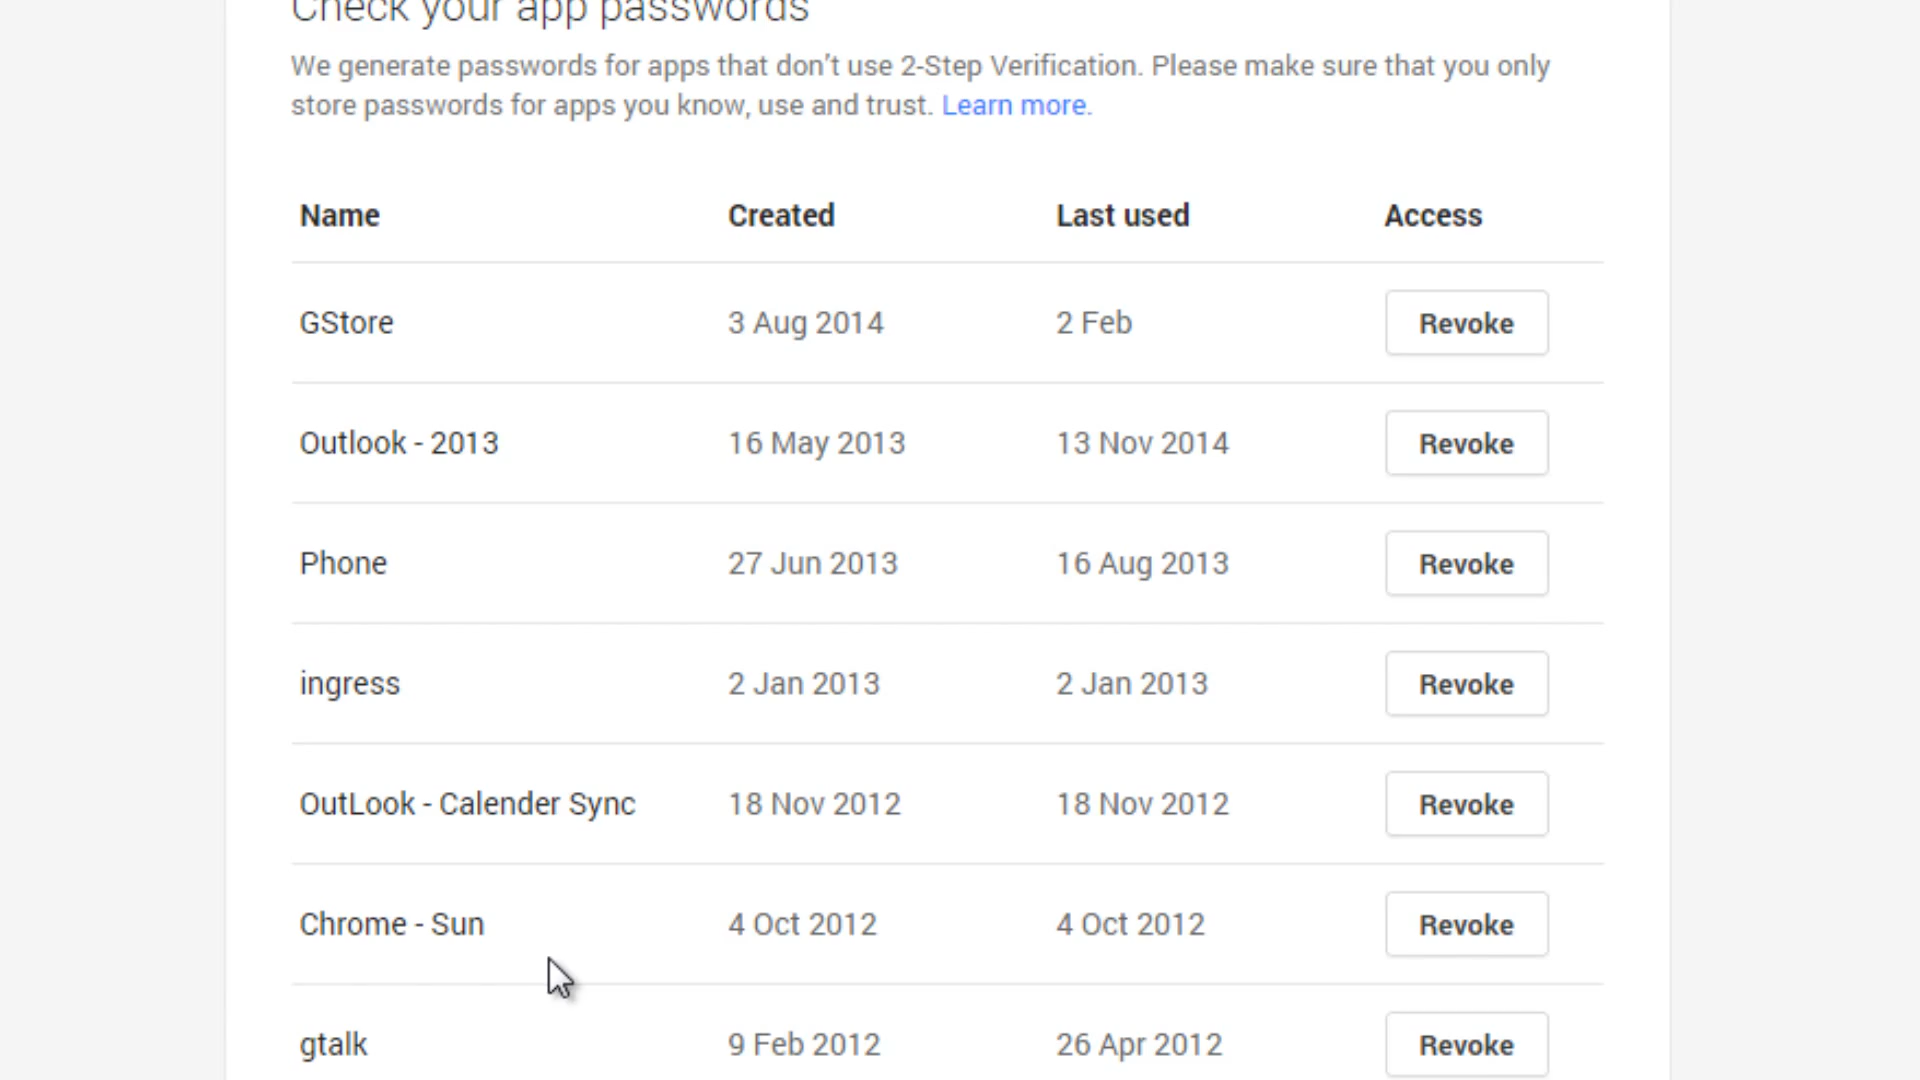 Check your app passwords
We generate passwords for apps that don't use 2-Step Verification. Please make sure that you only
store passwords for apps you know, use and trust. Learn more.
Name Created Last used Access
GStore 3 Aug 2014 2 Feb Revoke
Outlook - 2013 16 May 2013 13 Nov 2014 Revoke
Phone 27 Jun 2013 16 Aug 2013 Revoke
ingress 2 Jan 2013 2 Jan 2013 Revoke
OutLook - Calender Sync 18 Nov 2012 18 Nov 2012 Revoke
Chrome - Sun 4 Oct 2012 4 Oct 2012 Revoke
gtalk 9 Feb 2012 26 Apr 2012 Revoke